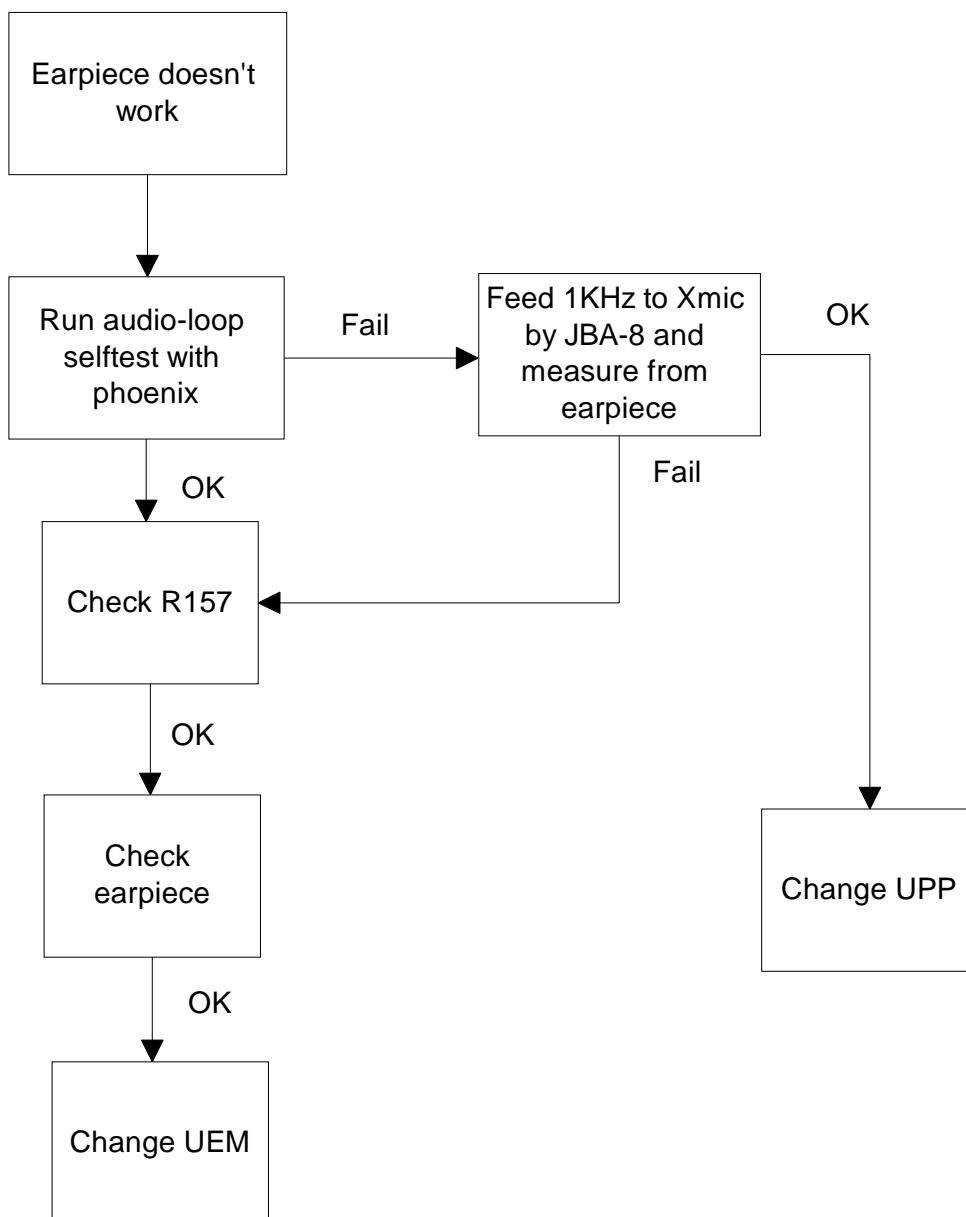 Earpiece doesn't
work
Run audio-loop
selftest with
phoenix
Fail
Feed 1KHz to Xmic
by JBA-8 and
measure from
earpiece
OK
OK
Fail
Check R157
OK
Check
earpiece
Change UPP
OK
Change UEM